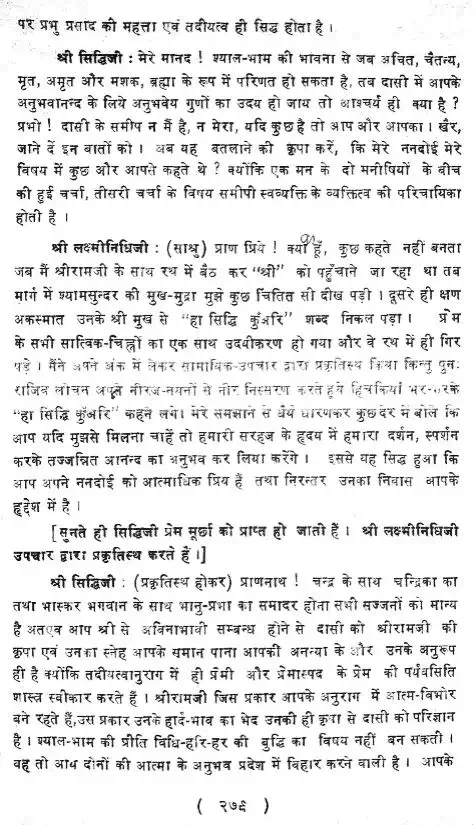 पर प्रभु प्रसाद की महत्ता एवं तदीयत्व ही सिद्ध होता है ।
श्री सिद्धिजी : मेरे मानद ! श्याल-भाम की भावना से जब अचित, चैतन्य,
मृत, अमृत और मशक, ब्रह्मा के रूप में परिणत हो सकता है, तब दासी में आपके
अनुभवानन्द के लिये अनुभवेय गुणों का उदय हो जाय तो आश्चर्य ही क्या है ?
प्रभो ! दासी के समीप न मैं है, न मेरा, यदि कुछ है तो आप और आपका । खैर,
जाने दें इन बातों को । अब यह बतलाने की कृपा करें, कि मेरे ननदोई मेरे
विषय में कुछ और आपसे कहते थे ? क्योंकि एक मन के दो मनीषियों के बीच
की हुई चर्चा, तीसरी चर्चा के विषय समीपी स्वव्यक्ति के व्यक्तित्व की परिचायिका
होती है ।
श्री लक्ष्मीनिधिजी : (साश्रु) प्राण प्रिये ! क्या कहूँ, कुछ कहते नहीं बनता
जब मैं श्रीरामजी के साथ रथ में बैठ कर "श्री" को पहुँचाने जा रहा था तब
मार्ग में श्यामसुन्दर की मुख-मुद्रा मुझे कुछ चिंतित सी दीख पड़ी । दूसरे ही क्षण
अकस्मात उनके श्री मुख से "हा सिद्धि कुँअरि" शब्द निकल पड़ा । प्रेम
के सभी सात्विक-चिह्नों का एक साथ उदयीकरण हो गया और वे रथ में ही गिर
पड़े । मैंने अपने अंक में लेकर सामायिक-उपचार द्वारा प्रकृतिस्थ किया किन्तु पुनः
राजिव लोचन अपने नीरज-नयनों से नीर निस्सरण करते हुये हिचकियाँ भर-करके
"हा सिद्धि कुँअरि" कहने लगे। मेरे समझाने से धैर्य धारणकर कुछदेर में बोले कि
आप यदि मुझसे मिलना चाहें तो हमारी सरहज के हृदय में हमारा दर्शन, स्पर्शन
करके तज्जन्नित आनन्द का अनुभव कर लिया करेंगे । इससे यह सिद्ध हुआ कि
आप अपने ननदोई को आत्माधिक प्रिय हैं तथा निरन्तर उनका निवास आपके
हृद्देश में है ।
[ सुनते ही सिद्धिजी प्रेम मूर्छा को प्राप्त हो जाती हैं । श्री लक्ष्मीनिधिजी
उपचार द्वारा प्रकृतिस्थ करते हैं ।]
श्री सिद्धिजी : (प्रकृतिस्थ होकर) प्राणनाथ ! चन्द्र के साथ चन्द्रिका का
तथा भास्कर भगवान के साथ भानु-प्रभा का समादर होता सभी सज्जनों को मान्य
है अतएव आप श्री से अविनाभावी सम्बन्ध होने से दासी को श्रीरामजी की
कृपा एवं उनका स्नेह आपके समान पाना आपकी अनन्या के और उनके अनुरूप
ही है क्योंकि तदीयत्वानुराग में ही प्रेमी और प्रेमास्पद के प्रेम की पर्यवसिति
शास्त्र स्वीकार करते हैं । श्रीरामजी जिस प्रकार आपके अनुराग में आत्म-विभोर
बने रहते हैं,उस प्रकार उनके हार्द-भाव का भेद उनकी ही कृपा से दासी को परिज्ञान
है । श्याल-भाम की प्रीति विधि-हरि-हर की बुद्धि का विषय नहीं बन सकती ।
वह तो आप दोनों की आत्मा के अनुभव प्रदेश में विहार करने वाली है । आपके
( २७९ )